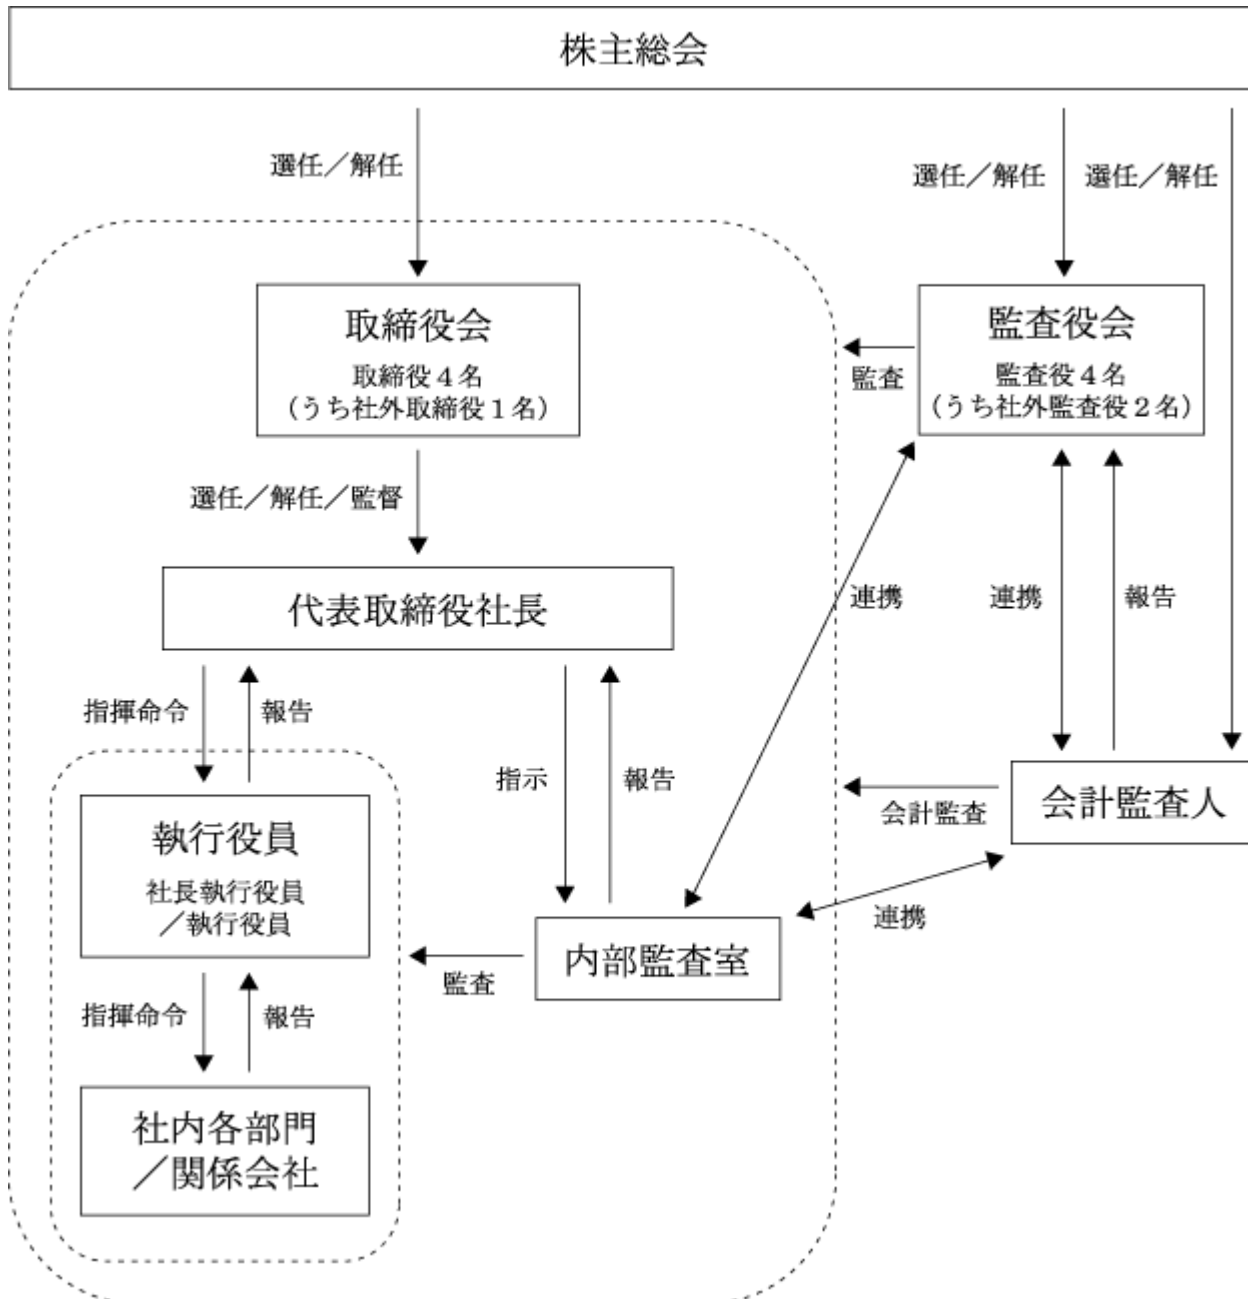 株主総会
選任／解任
選任／解任
選任／解任
取締役会
取締役４名
（うち社外取締役１名）
監査役会
監査役４名
（うち社外監査役２名）
監査
選任／解任／監督
代表取締役社長
連携
連携
報告
指揮命令
報告
指示
報告
会計監査人
会計監査
執行役員
社長執行役員
／執行役員
連携
内部監査室
監査
指揮命令
報告
社内各部門
／関係会社